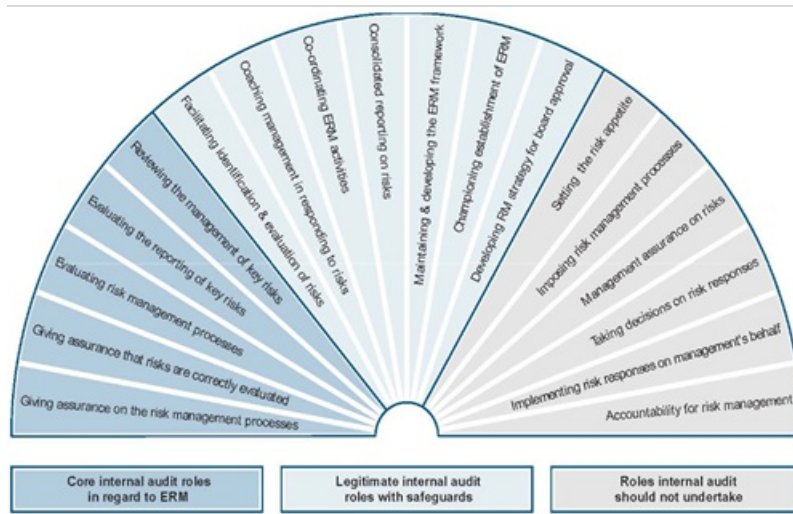 Giving assurance on the risk management processes
Giving assurance that risks are correctly evaluated
Evaluating risk management processes
Evaluating the reporting of key risks
Reviewing the management of key risks
Facilitating identification & evaluation of risks
Coaching management in responding to risks
Co-ordinating ERM activities
Consolidated reporting on risks
Maintaining & developing the ERM framework
Championing establishment of ERM
Developing RM strategy for board approval
Setting the risk appetite
Imposing risk management processes
Management assurance on risks
Taking decisions on risk responses
Implementing risk responses on management's behalf
Accountability for risk management
Core internal audit roles
in regard to ERM
Legitimate internal audit
roles with safeguards
Roles internal audit
should not undertake